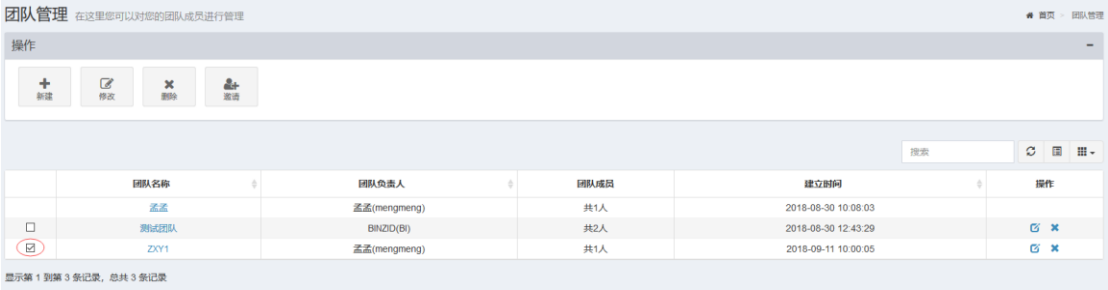 团队管理 在这里您可以对您的团队成员进行管理 首页 > 团队管理
操作
新建 修改 删除 邀请
搜索
团队名称 团队负责人 团队成员 建立时间 操作
孟孟 孟孟(mengmeng) 共1人 2018-08-30 10:08:03
测试团队 BINZID(BI) 共2人 2018-08-30 12:43:29
ZXY1 孟孟(mengmeng) 共1人 2018-09-11 10:00:05
显示第 1 到第 3 条记录，总共 3 条记录